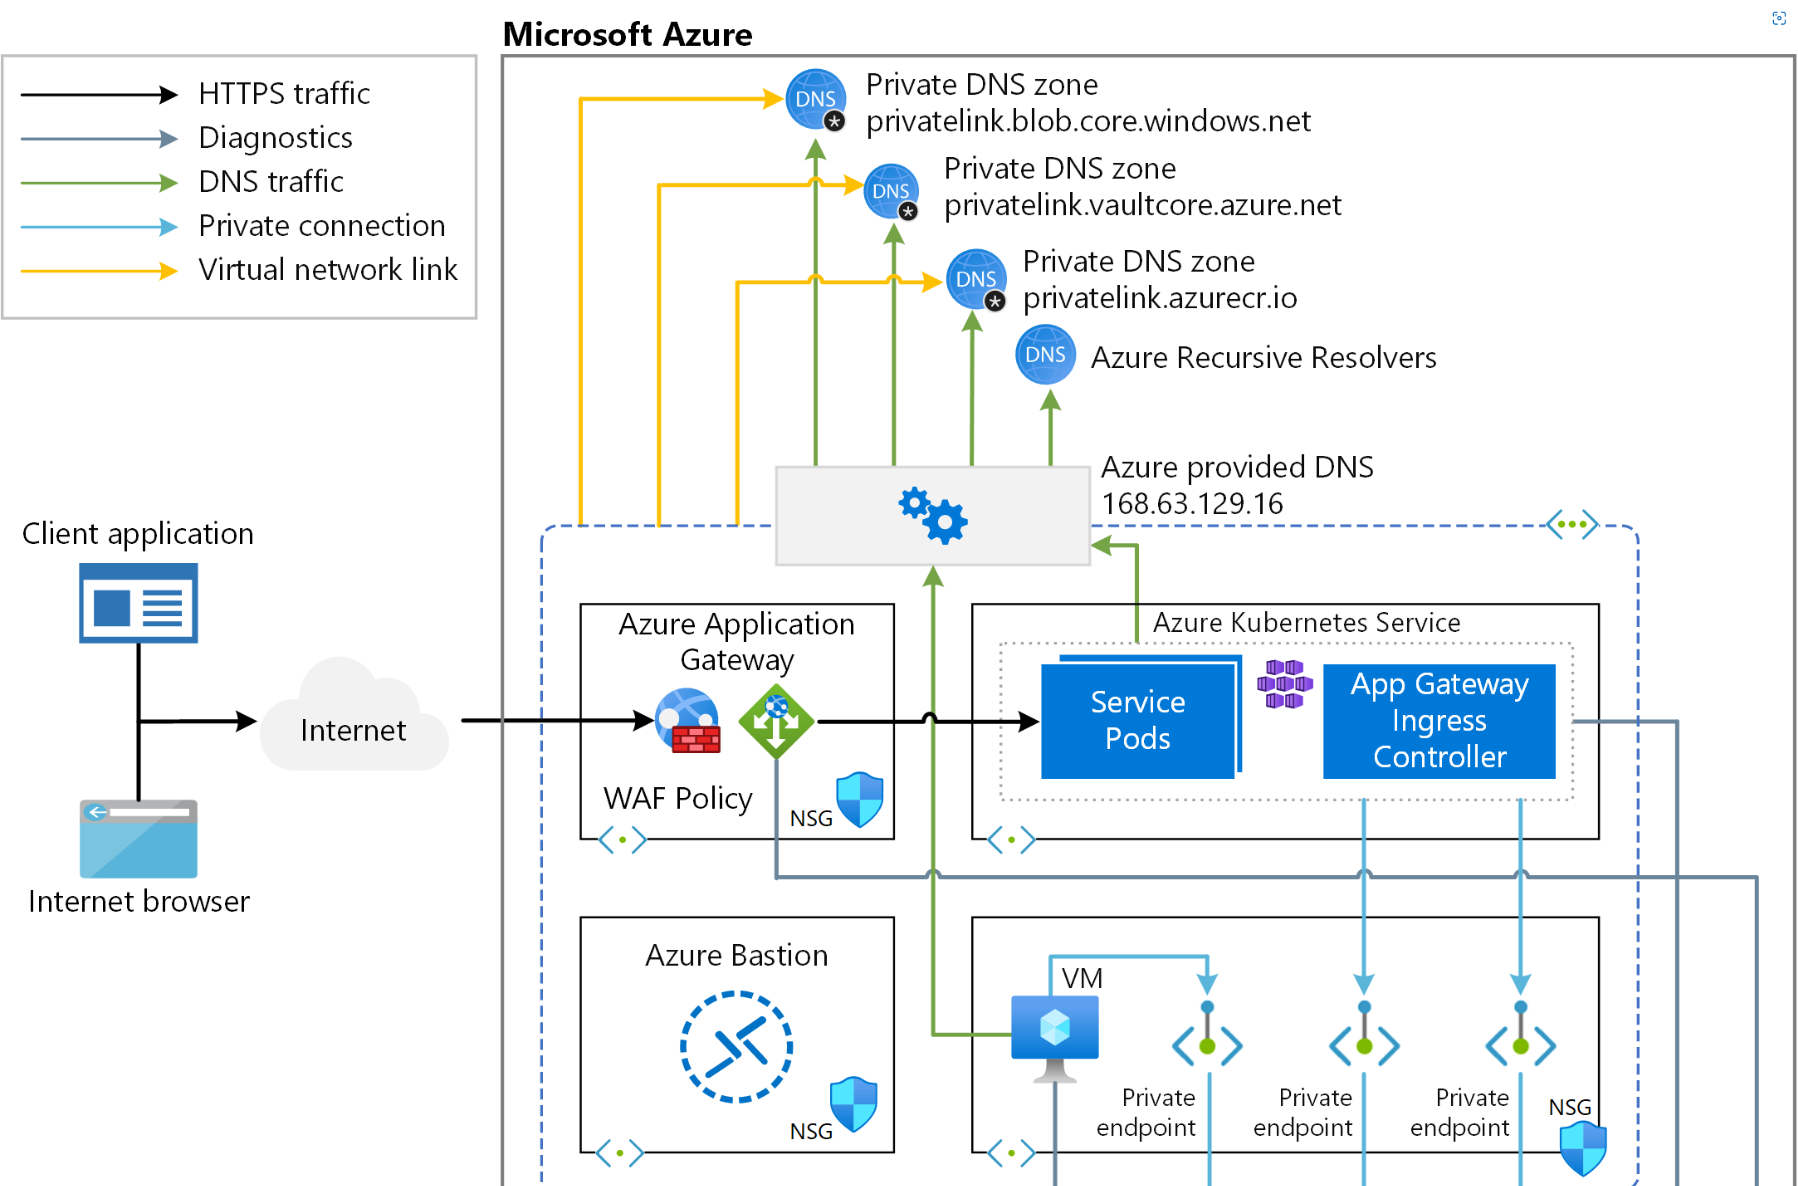 Microsoft Azure
HTTPS traffic
Diagnostics
DNS traffic
Private connection
Virtual network link
DNS
Private DNS zone
privatelink.blob.core.windows.net
DNS
Private DNS zone
privatelink.vaultcore.azure.net
DNS
Private DNS zone
privatelink.azurecr.io
DNS
Azure Recursive Resolvers
Azure provided DNS
168.63.129.16
Client application
Internet
Internet browser
Azure Application
Gateway
WAF Policy
NSG
Azure Kubernetes Service
Service
Pods
App Gateway
Ingress
Controller
Azure Bastion
NSG
VM
Private
endpoint
Private
endpoint
Private
endpoint
NSG